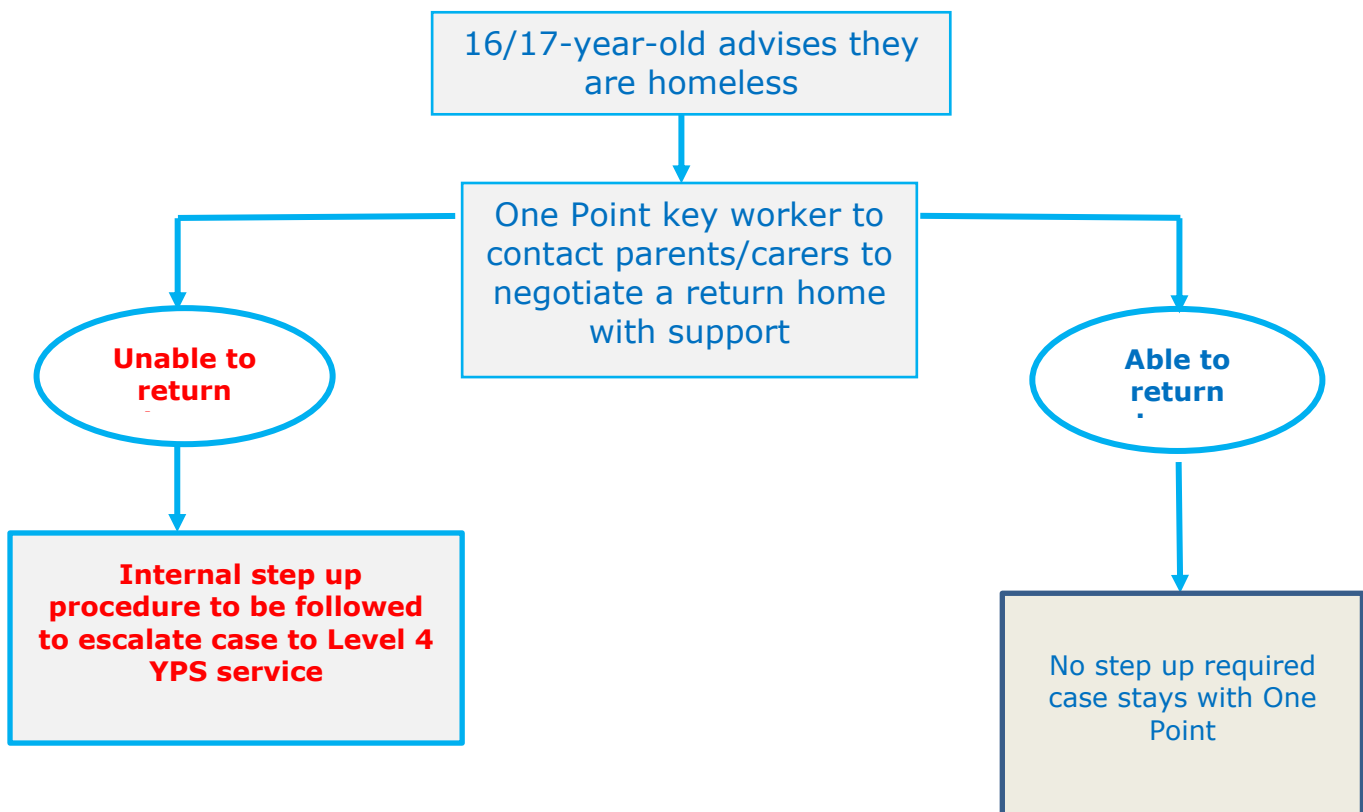 16/17-year-old advises they
are homeless
One Point key worker to
contact parents/carers to
negotiate a return home
with support
Unable to
return
Able to
return
Internal step up
procedure to be followed
to escalate case to Level 4
YPS service
No step up required
case stays with One
Point